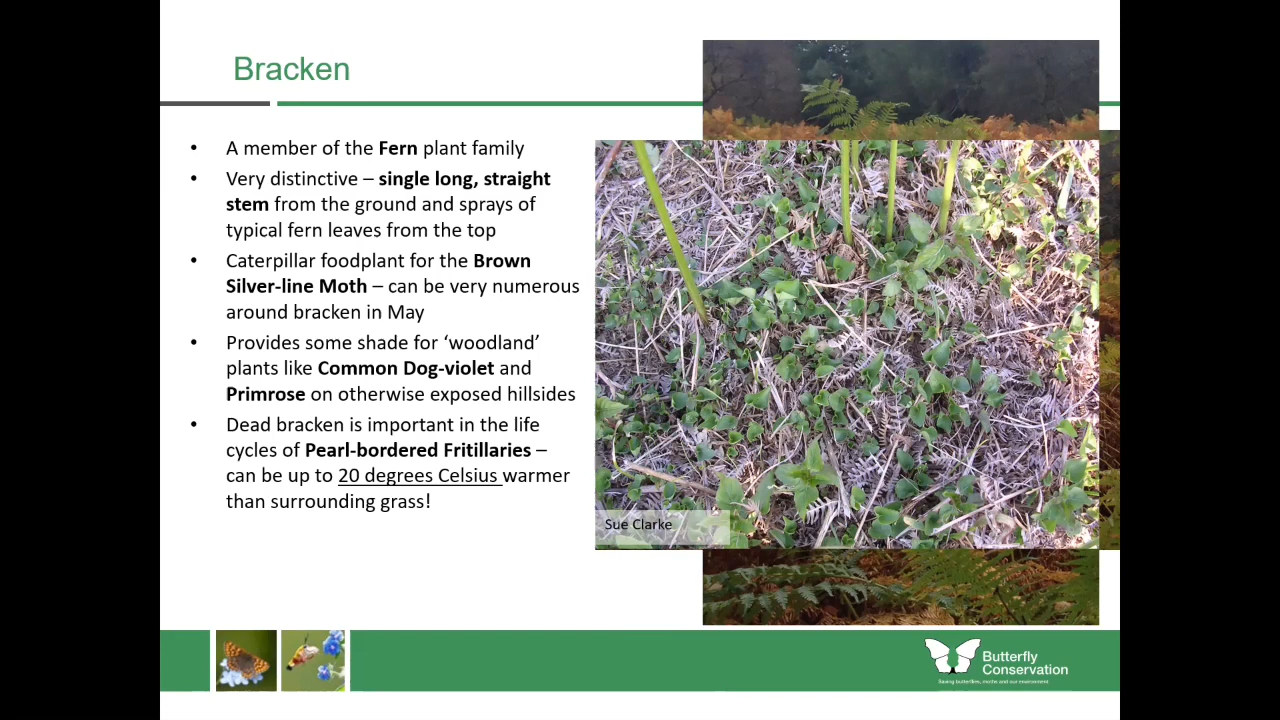 Bracken
• A member of the Fern plant family
• Very distinctive – single long, straight
stem from the ground and sprays of
typical fern leaves from the top
• Caterpillar foodplant for the Brown
Silver-line Moth – can be very numerous
around bracken in May
• Provides some shade for ‘woodland’
plants like Common Dog-violet and
Primrose on otherwise exposed hillsides
• Dead bracken is important in the life
cycles of Pearl-bordered Fritillaries –
can be up to 20 degrees Celsius warmer
than surrounding grass!
Sue Clarke
Butterfly
Conservation
Saving butterflies, moths and our environment